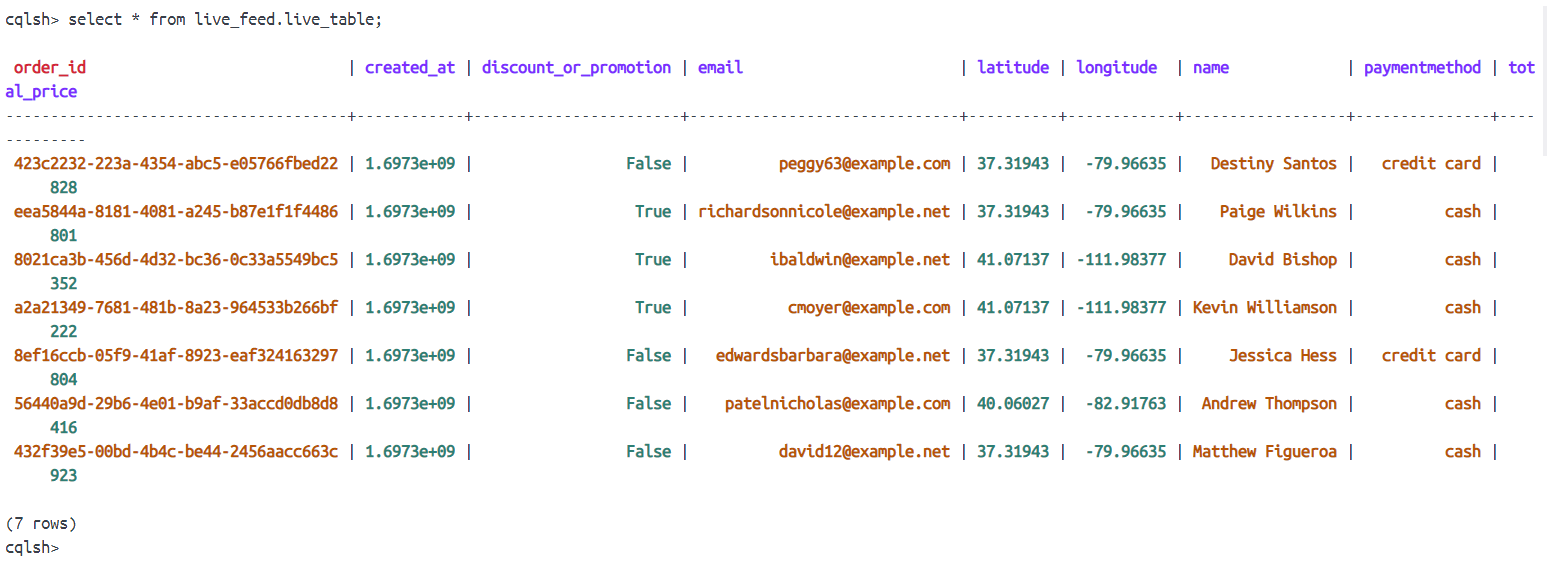 cqlsh> select * from live_feed.live_table;
 order_id                             | created_at | discount_or_promotion | email                       | latitude | longitude  | name             | paymentmethod | tot
al_price
--------------------------------------+------------+-----------------------+-----------------------------+----------+------------+------------------+---------------+----
---------
 423c2232-223a-4354-abc5-e05766fbed22 | 1.6973e+09 |                 False |          peggy63@example.com | 37.31943 |  -79.96635 |   Destiny Santos |   credit card |
     828
 eea5844a-8181-4081-a245-b87e1f1f4486 | 1.6973e+09 |                  True | richardsonnicole@example.net | 37.31943 |  -79.96635 |    Paige Wilkins |          cash |
     801
 8021ca3b-456d-4d32-bc36-0c33a5549bc5 | 1.6973e+09 |                  True |         ibaldwin@example.net | 41.07137 | -111.98377 |     David Bishop |          cash |
     352
 a2a21349-7681-481b-8a23-964533b266bf | 1.6973e+09 |                  True |           cmoyer@example.com | 41.07137 | -111.98377 | Kevin Williamson |          cash |
     222
 8ef16ccb-05f9-41af-8923-eaf324163297 | 1.6973e+09 |                 False |   edwardsbarbara@example.net | 37.31943 |  -79.96635 |     Jessica Hess |   credit card |
     804
 56440a9d-29b6-4e01-b9af-33accd0db8d8 | 1.6973e+09 |                 False |    patelnicholas@example.com | 40.06027 |  -82.91763 |  Andrew Thompson |          cash |
     416
 432f39e5-00bd-4b4c-be44-2456aacc663c | 1.6973e+09 |                 False |          david12@example.net | 37.31943 |  -79.96635 | Matthew Figueroa |          cash |
     923
(7 rows)
cqlsh>